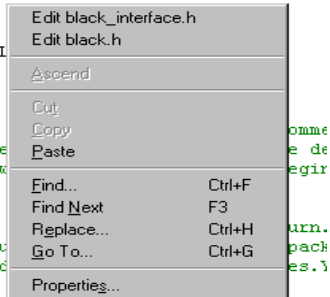 Edit black_interface.h
Edit black.h
Ascend
Cut
Copy
Paste
Find... Ctrl+F
Find Next F3
Replace... Ctrl+H
Go To... Ctrl+G
Properties...